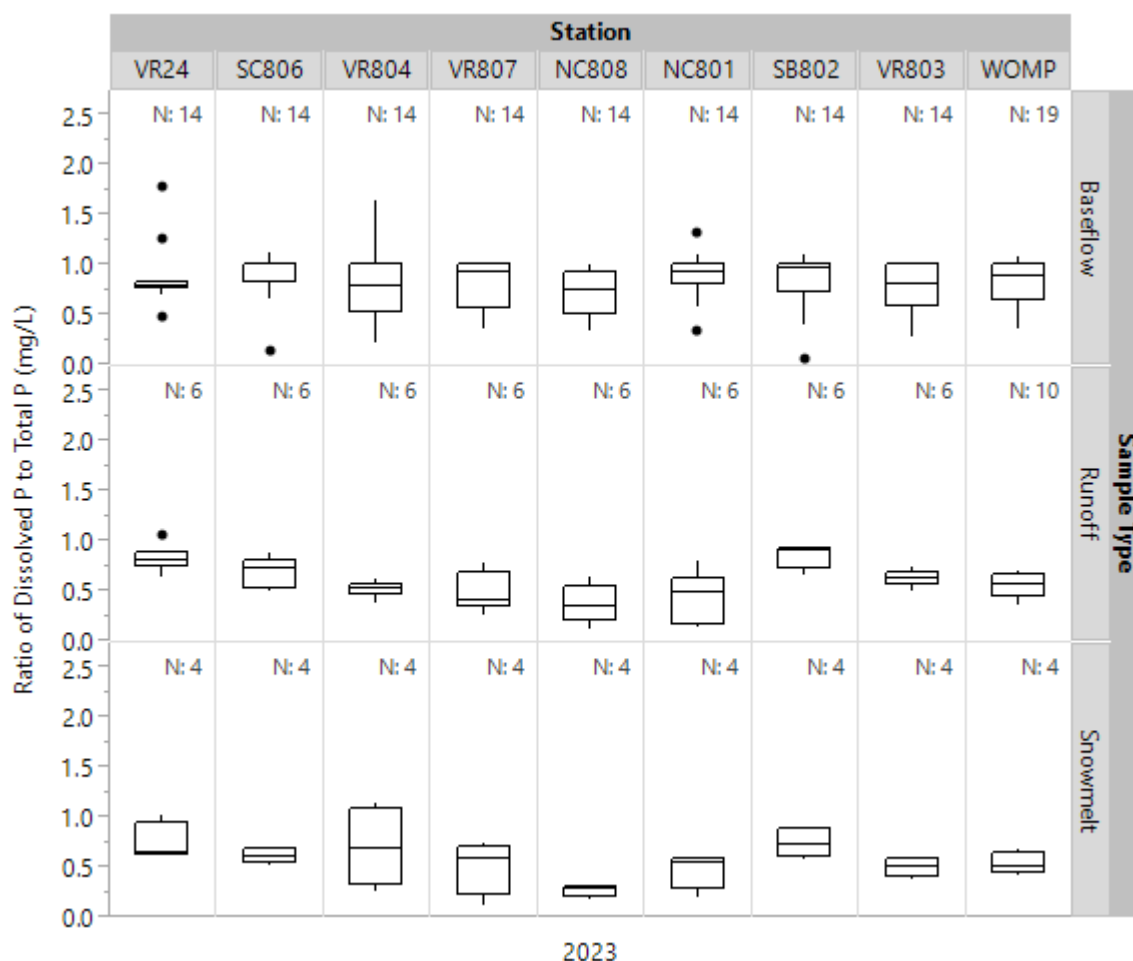 Station
VR24 SC806 VR804 VR807 NC808 NC801 SB802 VR803 WOMP
Ratio of Dissolved P to Total P (mg/L)
2.5 N: 14 N: 14 N: 14 N: 14 N: 14 N: 14 N: 14 N: 14 N: 19
2.0
1.5
1.0
0.5
0.0
Baseflow
2.5 N: 6 N: 6 N: 6 N: 6 N: 6 N: 6 N: 6 N: 6 N: 10
2.0
1.5
1.0
0.5
0.0
Runoff
2.5 N: 4 N: 4 N: 4 N: 4 N: 4 N: 4 N: 4 N: 4 N: 4
2.0
1.5
1.0
0.5
0.0
Snowmelt
Sample Type
2023